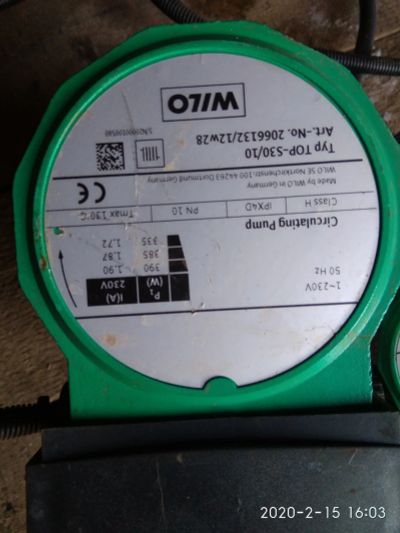 WILO
S/N2000109580
Art.-No. 2066132/12w28
Typ TOP-S30/10
WILO SE Nortkirchenstr.100 44263 Dortmund Germany
Made by WILO in Germany
CE
Class H IPX4D PN 10 Tmax 130°C
Circulating Pump
1~230V
50 Hz
P₁ (W) I(A) 230V
390 1.90
385 1.87
335 1.72
2020-2-15 16:03